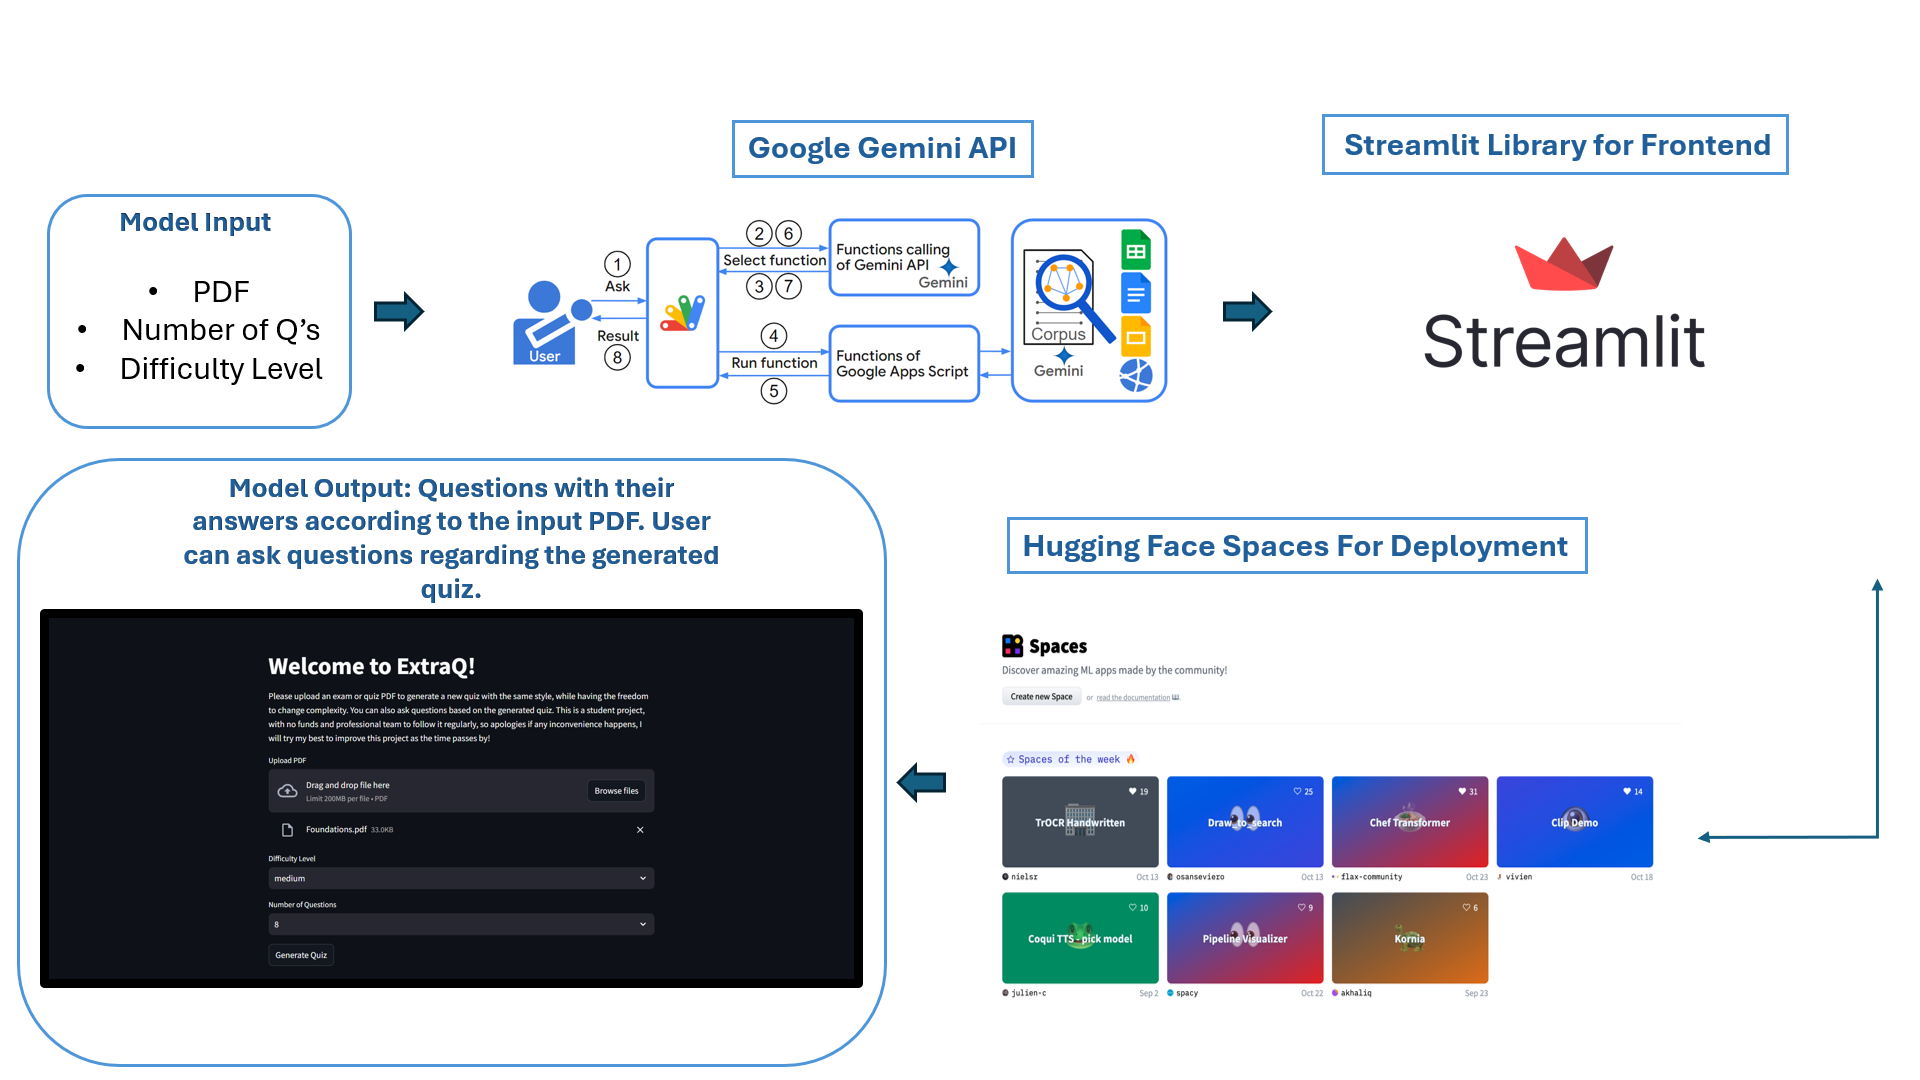 Google Gemini API
Streamlit Library for Frontend
Model Input
• PDF
• Number of Q’s
• Difficulty Level
1
Ask
Result
8
User
2 6
Select function
3 7
4
Run function
5
Functions calling
of Gemini API
Gemini
Functions of
Google Apps Script
Corpus
Gemini
Streamlit
Model Output: Questions with their
answers according to the input PDF. User
can ask questions regarding the generated
quiz.
Welcome to ExtraQ!
Please upload an exam or quiz PDF to generate a new quiz with the same style, while having the freedom
to change complexity. You can also ask questions based on the generated quiz. This is a student project,
with no funds and professional team to follow it regularly, so apologies if any inconvenience happens, I
will try my best to improve this project as the time passes by!
Upload PDF
Drag and drop file here
Limit 200MB per file • PDF
Browse files
Foundations.pdf 33.0KB
Difficulty Level
medium
Number of Questions
8
Generate Quiz
Hugging Face Spaces For Deployment
Spaces
Discover amazing ML apps made by the community!
Create new Space or read the documentation
Spaces of the week
19
TrOCR Handwritten
nielsr Oct 13
25
Draw_to_search
osanseviero Oct 13
31
Chef Transformer
flax-community Oct 23
14
Clip Demo
vivien Oct 18
10
Coqui TTS - pick model
julien-c Sep 2
9
Pipeline Visualizer
spacy Oct 22
6
Kornia
akhaliq Sep 23